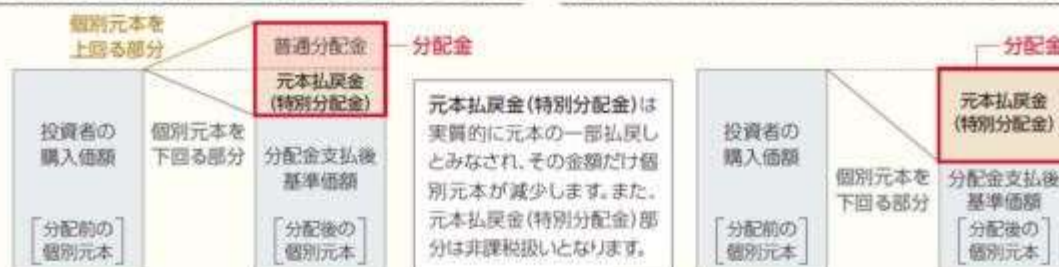 個別元本を
上回る部分
普通分配金
分配金
元本払戻金
(特別分配金)
投資者の
購入価額
個別元本を
下回る部分
分配金支払後
基準価額
分配前の
個別元本
分配後の
個別元本
元本払戻金(特別分配金)は
実質的に元本の一部払戻し
とみなされ、その金額だけ個
別元本が減少します。また、
元本払戻金(特別分配金)部
分は非課税扱いとなります。
分配金
元本払戻金
(特別分配金)
投資者の
購入価額
個別元本を
下回る部分
分配金支払後
基準価額
分配前の
個別元本
分配後の
個別元本